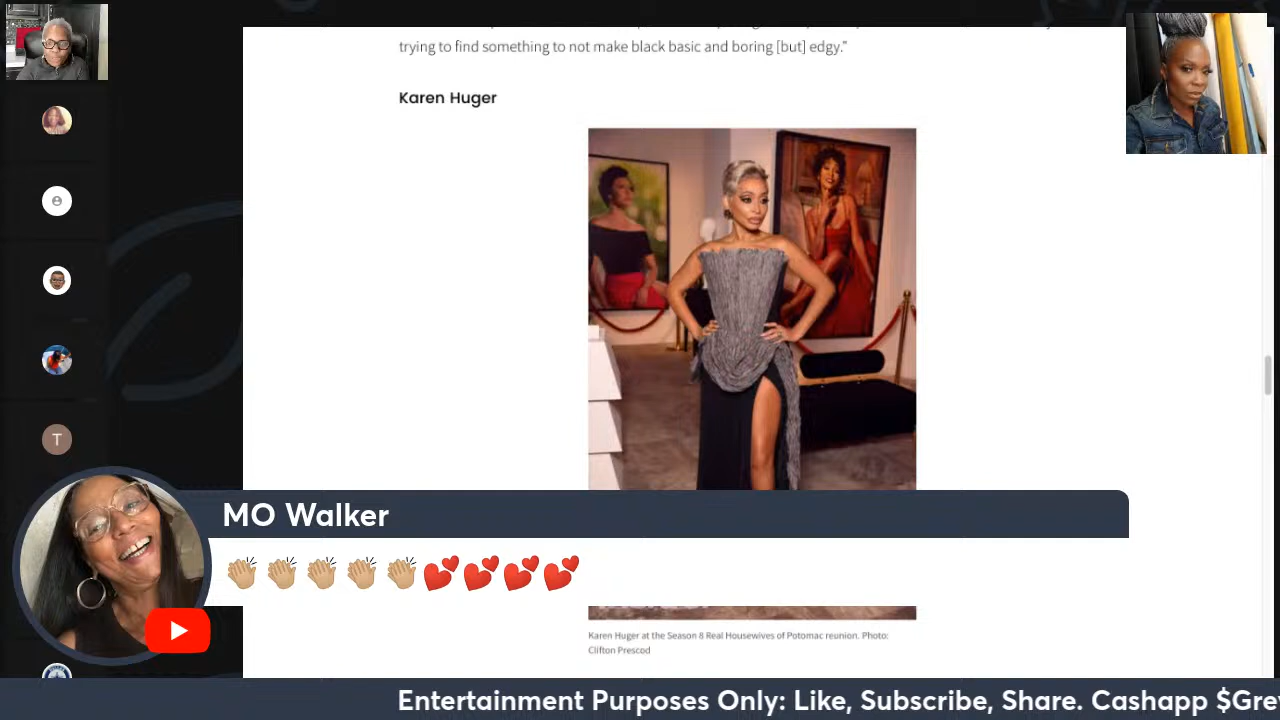 trying to find something to not make black basic and boring [but] edgy.”
Karen Huger
T
MO Walker
Karen Huger at the Season 8 Real Housewives of Potomac reunion. Photo:
Clifton Prescod
Entertainment Purposes Only: Like, Subscribe, Share. Cashapp $Gre